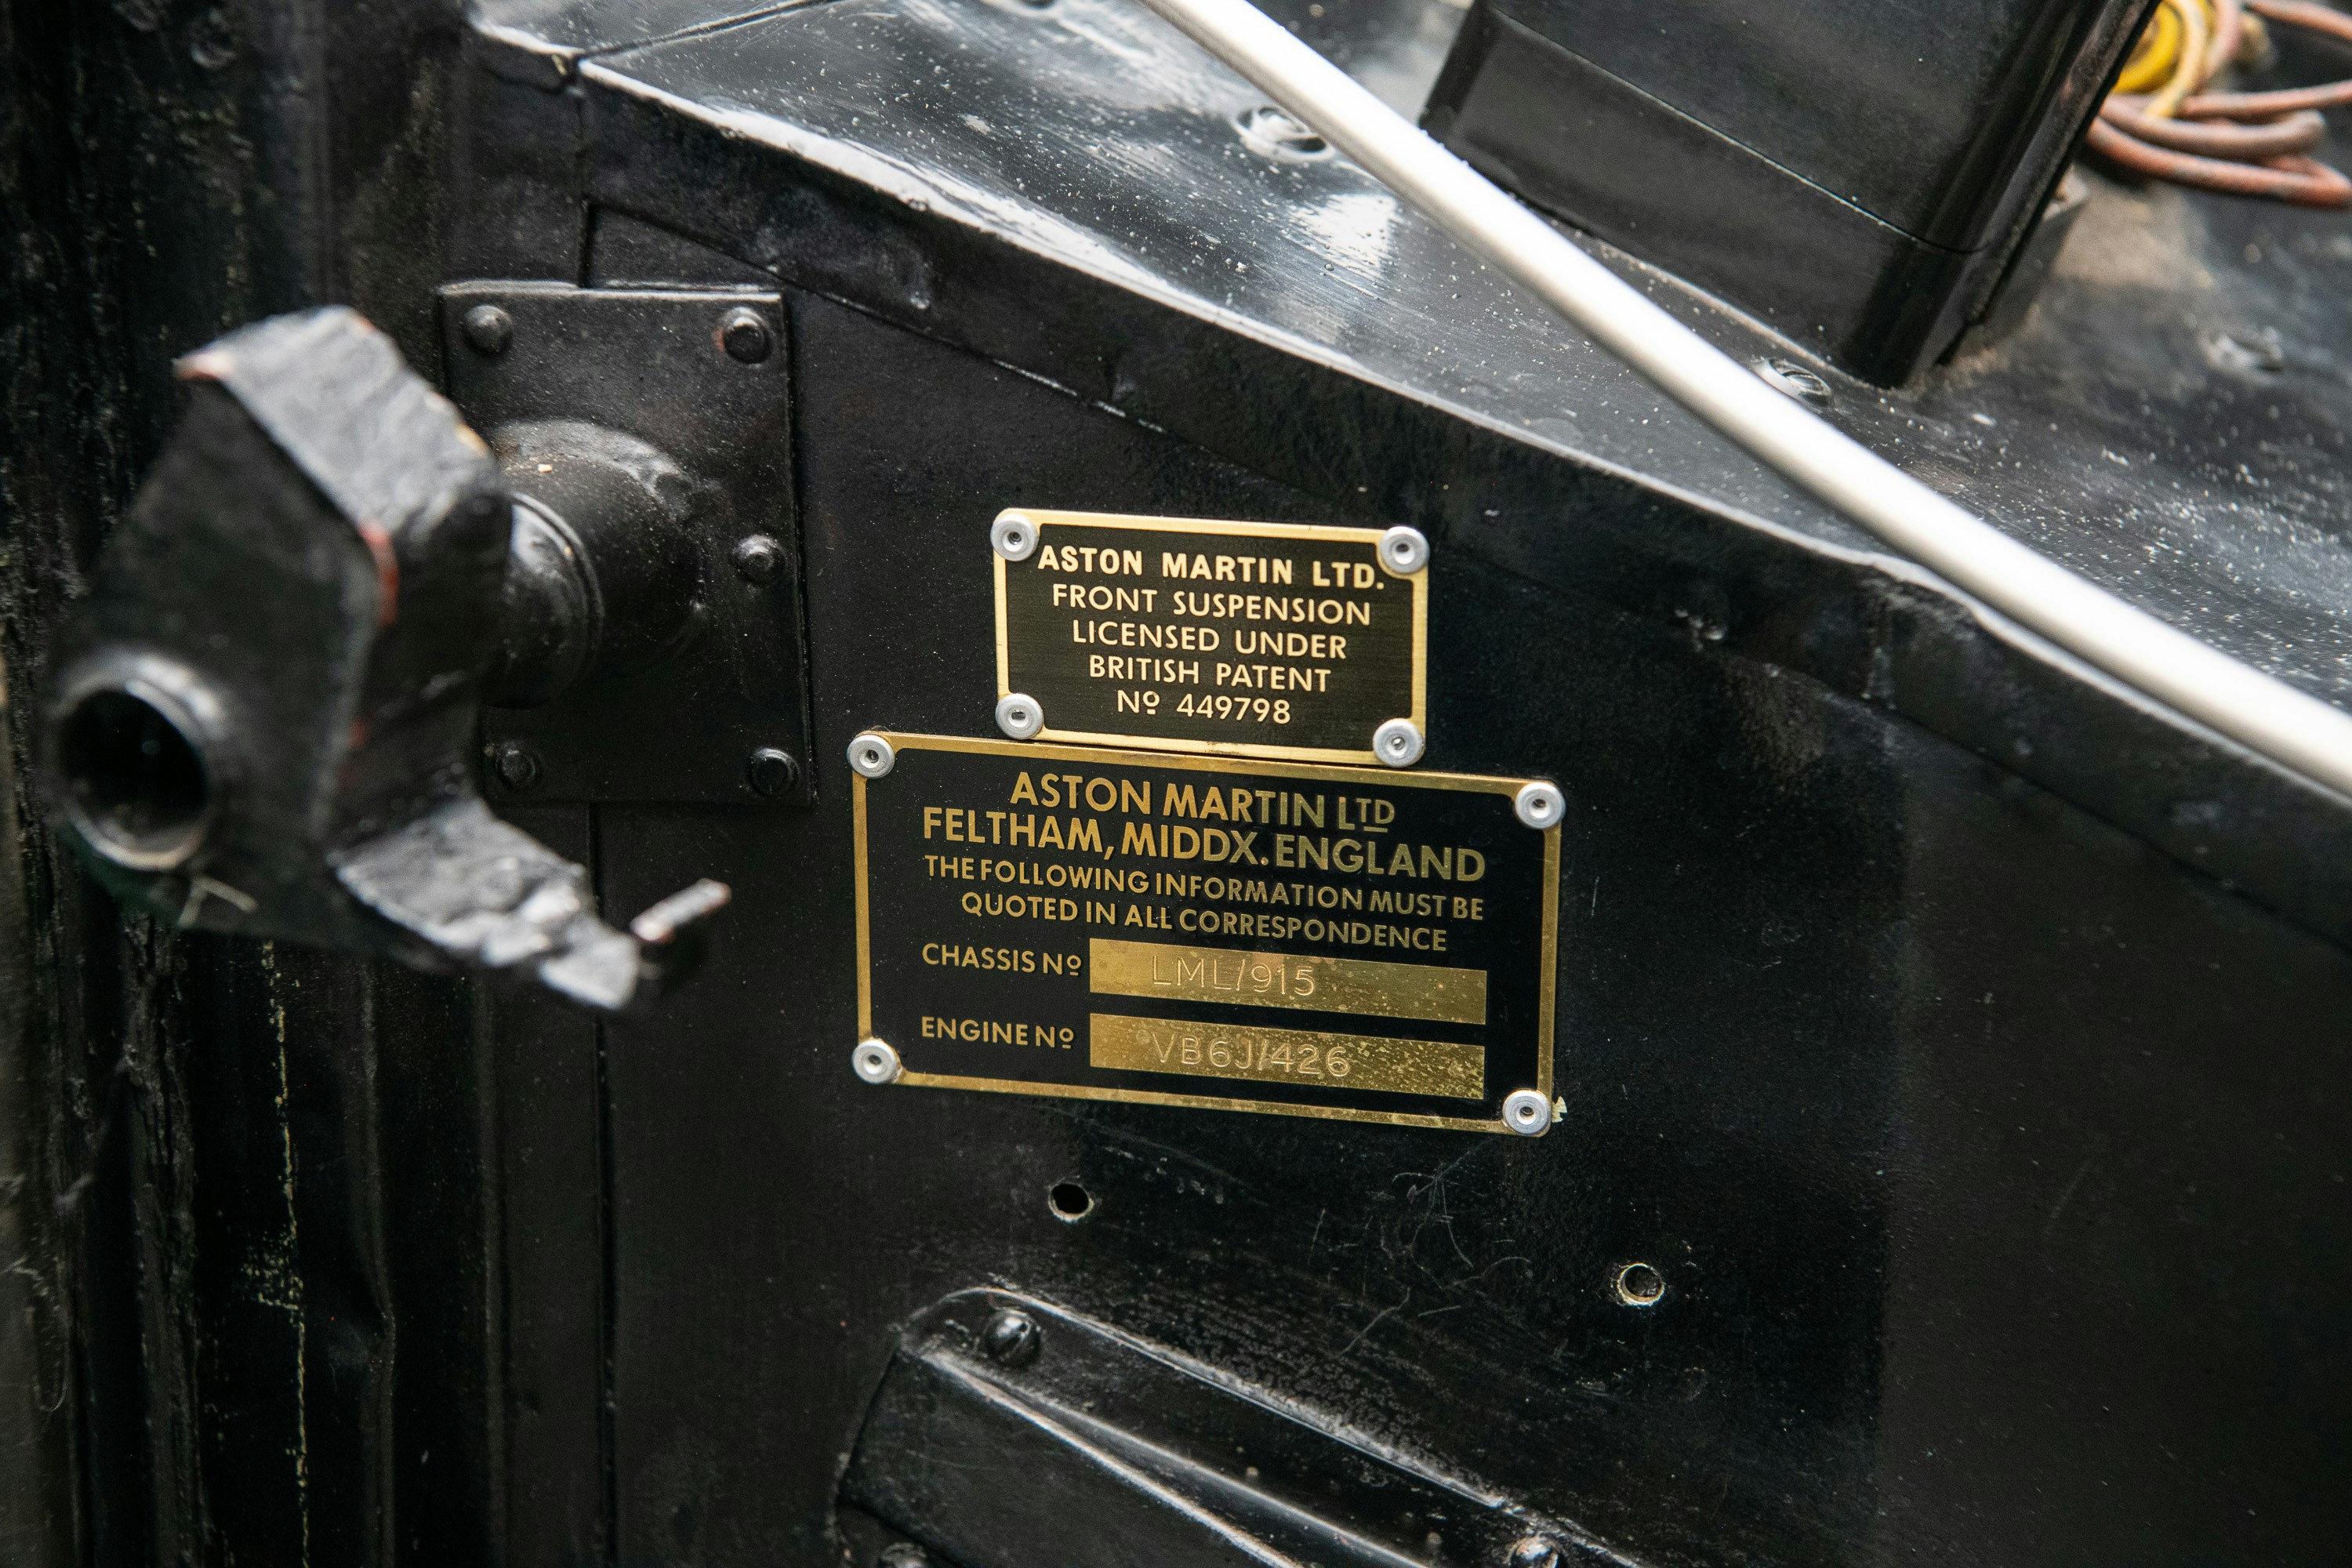 ASTON MARTIN LTD.
FRONT SUSPENSION
LICENSED UNDER
BRITISH PATENT
Nº 449798
ASTON MARTIN LTD
FELTHAM, MIDDX. ENGLAND
THE FOLLOWING INFORMATION MUST BE
QUOTED IN ALL CORRESPONDENCE
CHASSIS Nº LML/915
ENGINE Nº VB6J/426